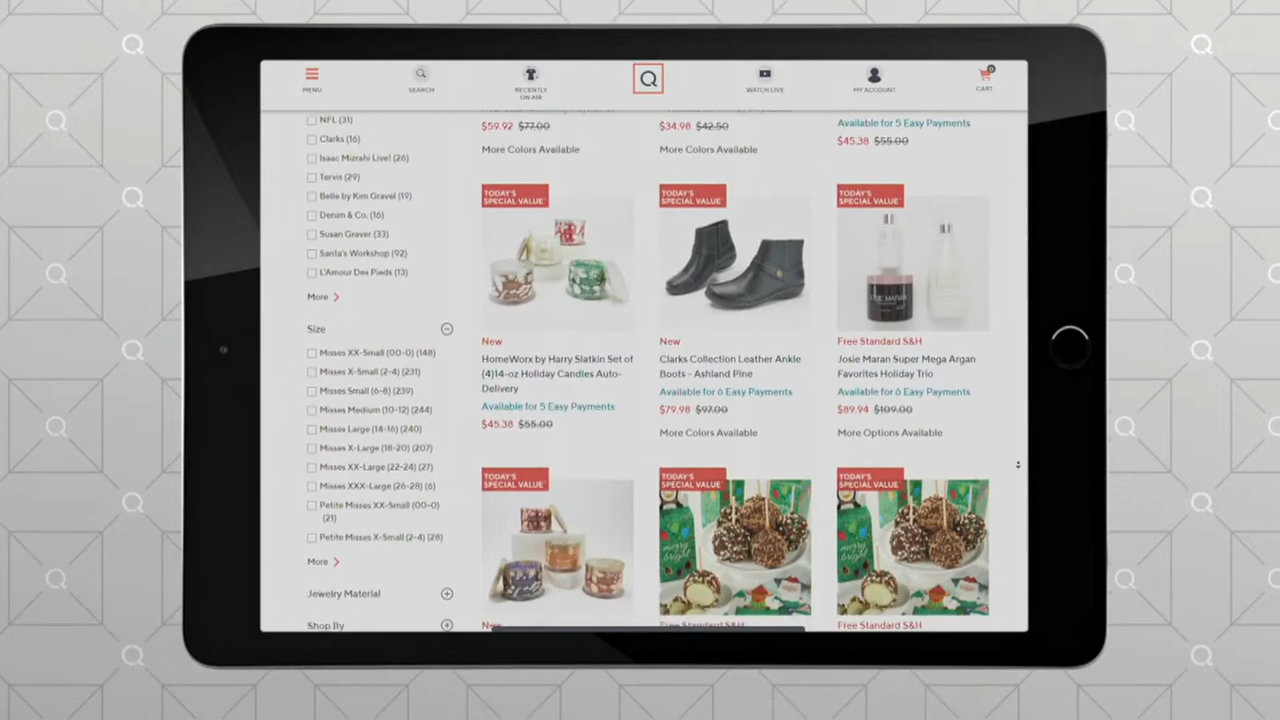 MENU
SEARCH
RECENTLY
ON AIR
Q
WATCH LIVE
MY ACCOUNT
0
CART
NFL (31)
Clarks (16)
Isaac Mizrahi Live! (26)
Tervis (29)
Belle by Kim Gravel (19)
Denim & Co. (16)
Susan Graver (33)
Santa's Workshop (92)
L'Amour Des Pieds (13)
More
Size
Misses XX-Small (00-0) (148)
Misses X-Small (2-4) (231)
Misses Small (6-8) (239)
Misses Medium (10-12) (244)
Misses Large (14-16) (240)
Misses X-Large (18-20) (207)
Misses XX-Large (22-24) (27)
Misses XXX-Large (26-28) (6)
Petite Misses XX-Small (00-0)
(21)
Petite Misses X-Small (2-4) (28)
More
Jewelry Material
Shop By
$59.92 $77.00
More Colors Available
$34.98 $42.50
More Colors Available
Available for 5 Easy Payments
$45.38 $55.00
TODAY'S
SPECIAL VALUE
New
HomeWorx by Harry Slatkin Set of
(4)14-oz Holiday Candles Auto-
Delivery
Available for 5 Easy Payments
$45.38 $55.00
TODAY'S
SPECIAL VALUE
New
Clarks Collection Leather Ankle
Boots - Ashland Pine
Available for 6 Easy Payments
$79.98 $97.00
More Colors Available
TODAY'S
SPECIAL VALUE
JOSIE MARAN
Free Standard S&H
Josie Maran Super Mega Argan
Favorites Holiday Trio
Available for 6 Easy Payments
$89.94 $109.00
More Options Available
TODAY'S
SPECIAL VALUE
New
TODAY'S
SPECIAL VALUE
merry
bright
Free Standard S&H
TODAY'S
SPECIAL VALUE
merry
bright
Free Standard S&H